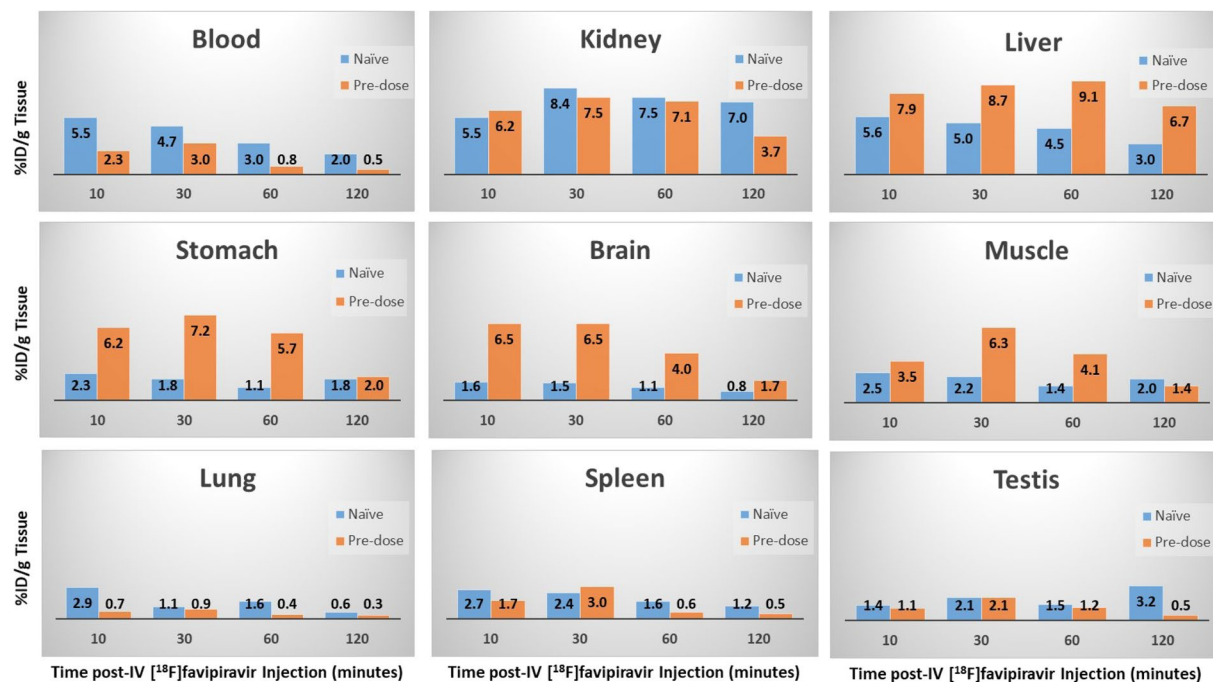 Blood
Naïve
Pre-dose
%ID/g Tissue
5.5 2.3 4.7 3.0 3.0 0.8 2.0 0.5
10 30 60 120
Kidney
Naïve
Pre-dose
5.5 6.2 8.4 7.5 7.5 7.1 7.0 3.7
10 30 60 120
Liver
Naïve
Pre-dose
5.6 7.9 5.0 8.7 4.5 9.1 3.0 6.7
10 30 60 120
Stomach
Naïve
Pre-dose
%ID/g Tissue
2.3 6.2 1.8 7.2 1.1 5.7 1.8 2.0
10 30 60 120
Brain
Naïve
Pre-dose
1.6 6.5 1.5 6.5 1.1 4.0 0.8 1.7
10 30 60 120
Muscle
Naïve
Pre-dose
2.5 3.5 2.2 6.3 1.4 4.1 2.0 1.4
10 30 60 120
Lung
Naïve
Pre-dose
%ID/g Tissue
2.9 0.7 1.1 0.9 1.6 0.4 0.6 0.3
10 30 60 120
Time post-IV [¹⁸F]favipiravir Injection (minutes)
Spleen
Naïve
Pre-dose
2.7 1.7 2.4 3.0 1.6 0.6 1.2 0.5
10 30 60 120
Time post-IV [¹⁸F]favipiravir Injection (minutes)
Testis
Naïve
Pre-dose
1.4 1.1 2.1 2.1 1.5 1.2 3.2 0.5
10 30 60 120
Time post-IV [¹⁸F]favipiravir Injection (minutes)